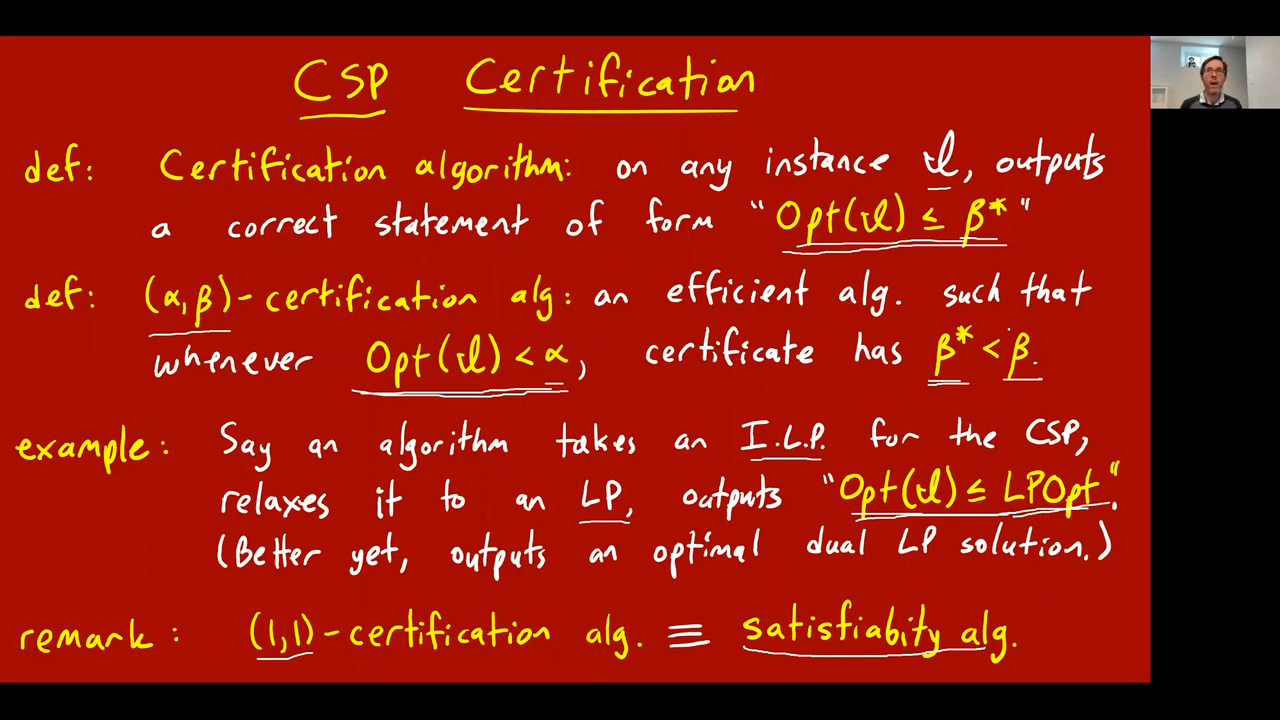 CSP Certification
def: Certification algorithm: on any instance ℐ, outputs
a correct statement of form "Opt(ℐ) ≤ β*"
def: (α,β)-certification alg: an efficient alg. such that
whenever Opt(ℐ) < α, certificate has β* < β.
example: Say an algorithm takes an I.L.P. for the CSP,
relaxes it to an LP, outputs "Opt(ℐ) ≤ LPOpt".
(Better yet, outputs an optimal dual LP solution.)
remark: (1,1)-certification alg. ≡ satisfiabity alg.